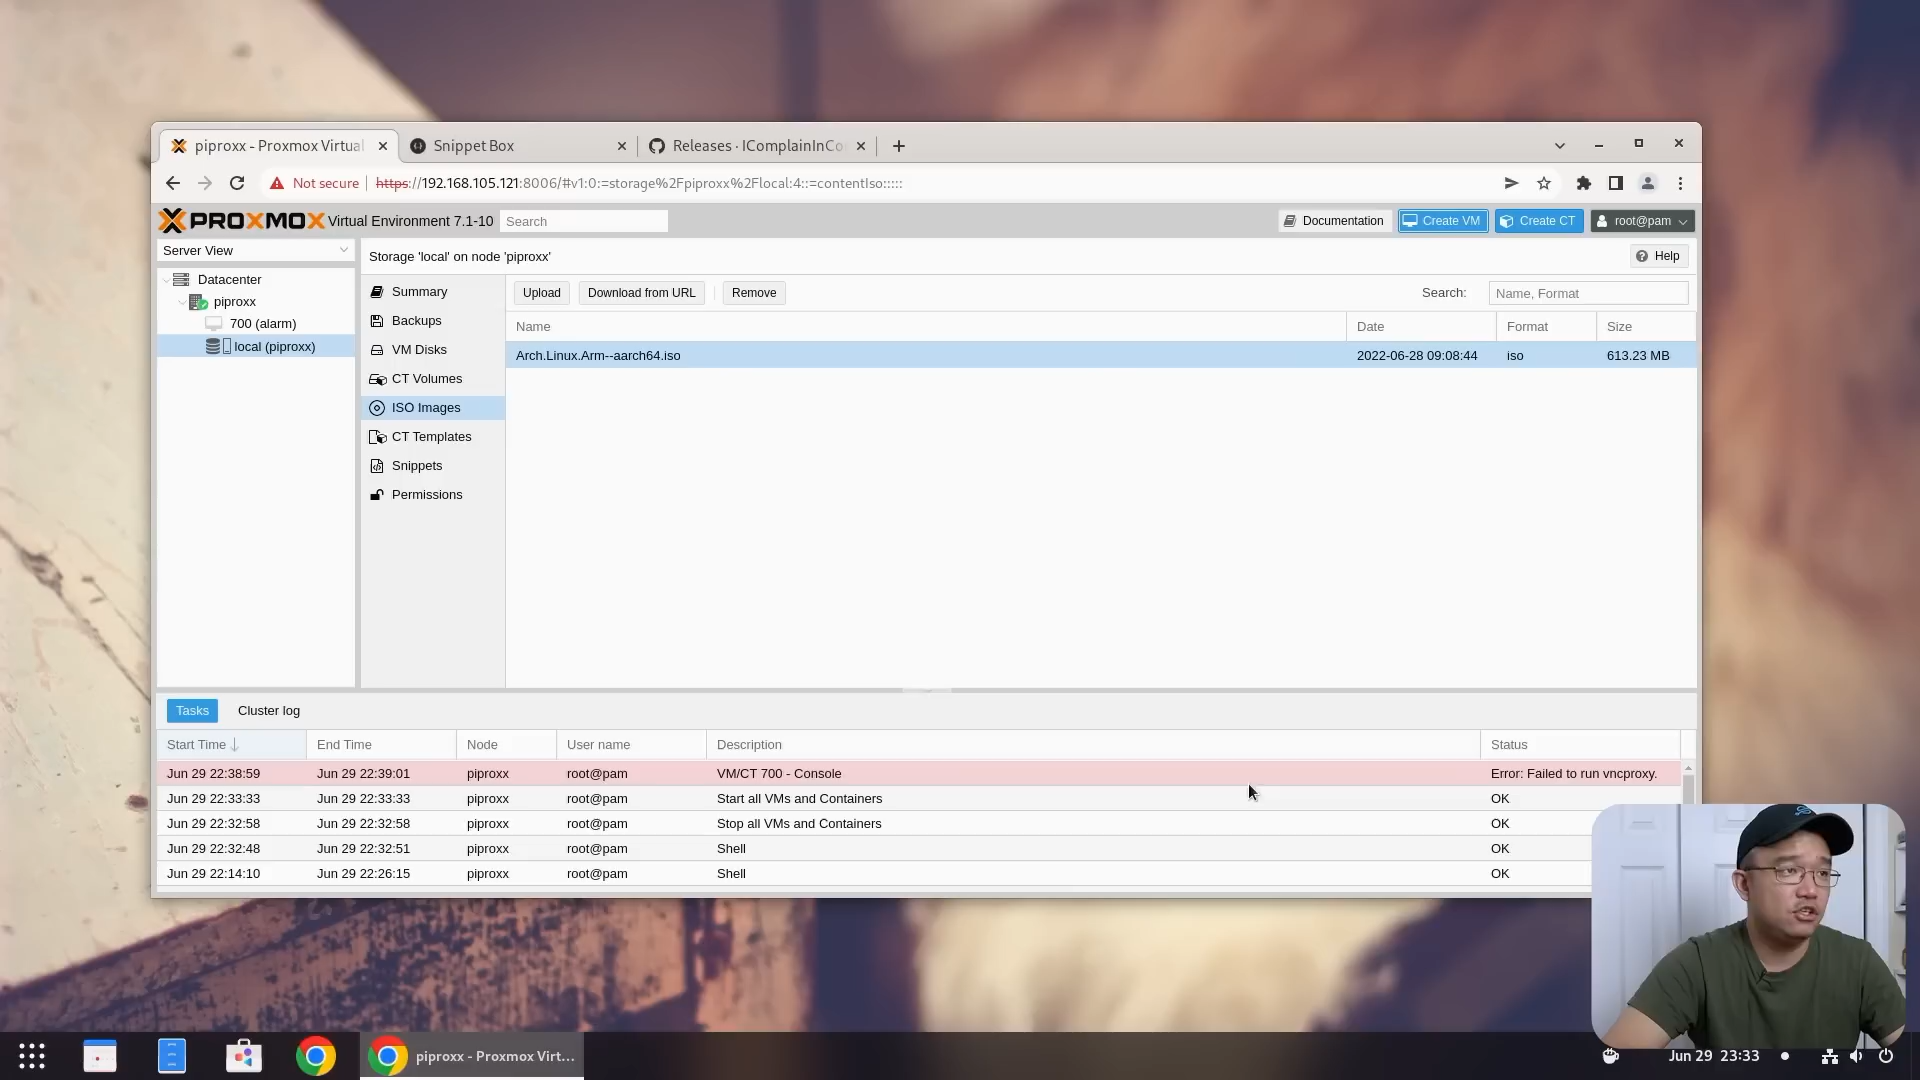 piproxx - Proxmox Virtual
Snippet Box
Releases · IComplainInCo
Not secure
https://192.168.105.121:8006/#v1:0:=storage%2Fpiproxx%2Flocal:4::=contentIso:::::
PROXMOX Virtual Environment 7.1-10
Search
Documentation
Create VM
Create CT
root@pam
Server View
Datacenter
piproxx
700 (alarm)
local (piproxx)
Storage 'local' on node 'piproxx'
Help
Summary
Backups
VM Disks
CT Volumes
ISO Images
CT Templates
Snippets
Permissions
Upload
Download from URL
Remove
Search:
Name, Format
Name Date Format Size
Arch.Linux.Arm--aarch64.iso 2022-06-28 09:08:44 iso 613.23 MB
Tasks
Cluster log
Start Time End Time Node User name Description Status
Jun 29 22:38:59 Jun 29 22:39:01 piproxx root@pam VM/CT 700 - Console Error: Failed to run vncproxy.
Jun 29 22:33:33 Jun 29 22:33:33 piproxx root@pam Start all VMs and Containers OK
Jun 29 22:32:58 Jun 29 22:32:58 piproxx root@pam Stop all VMs and Containers OK
Jun 29 22:32:48 Jun 29 22:32:51 piproxx root@pam Shell OK
Jun 29 22:14:10 Jun 29 22:26:15 piproxx root@pam Shell OK
piproxx - Proxmox Virt...
Jun 29 23:33